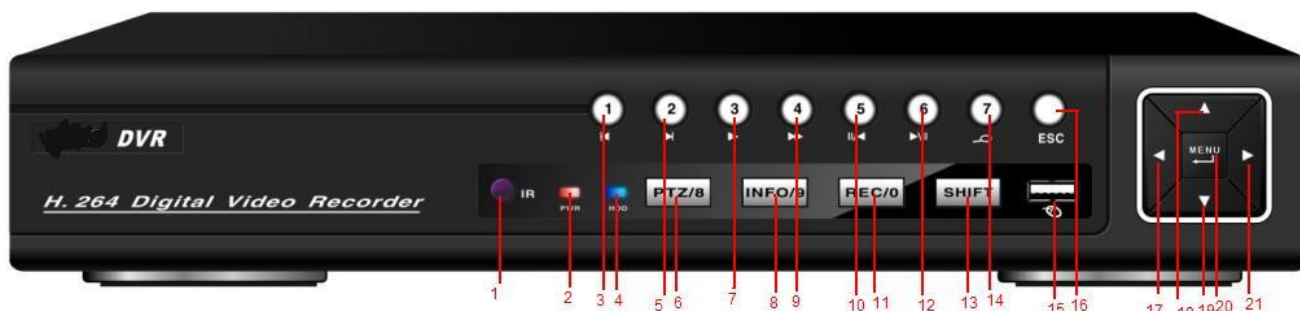 1 2 3 4 5 6 7
ESC
DVR
MENU
IR PTZ/8 INFO/9 REC/0 SHIFT
PWR HDD
H. 264 Digital Video Recorder
1 2 3 4 5 6 7 8 9 10 11 12 13 14 15 16 17 18 19 20 21